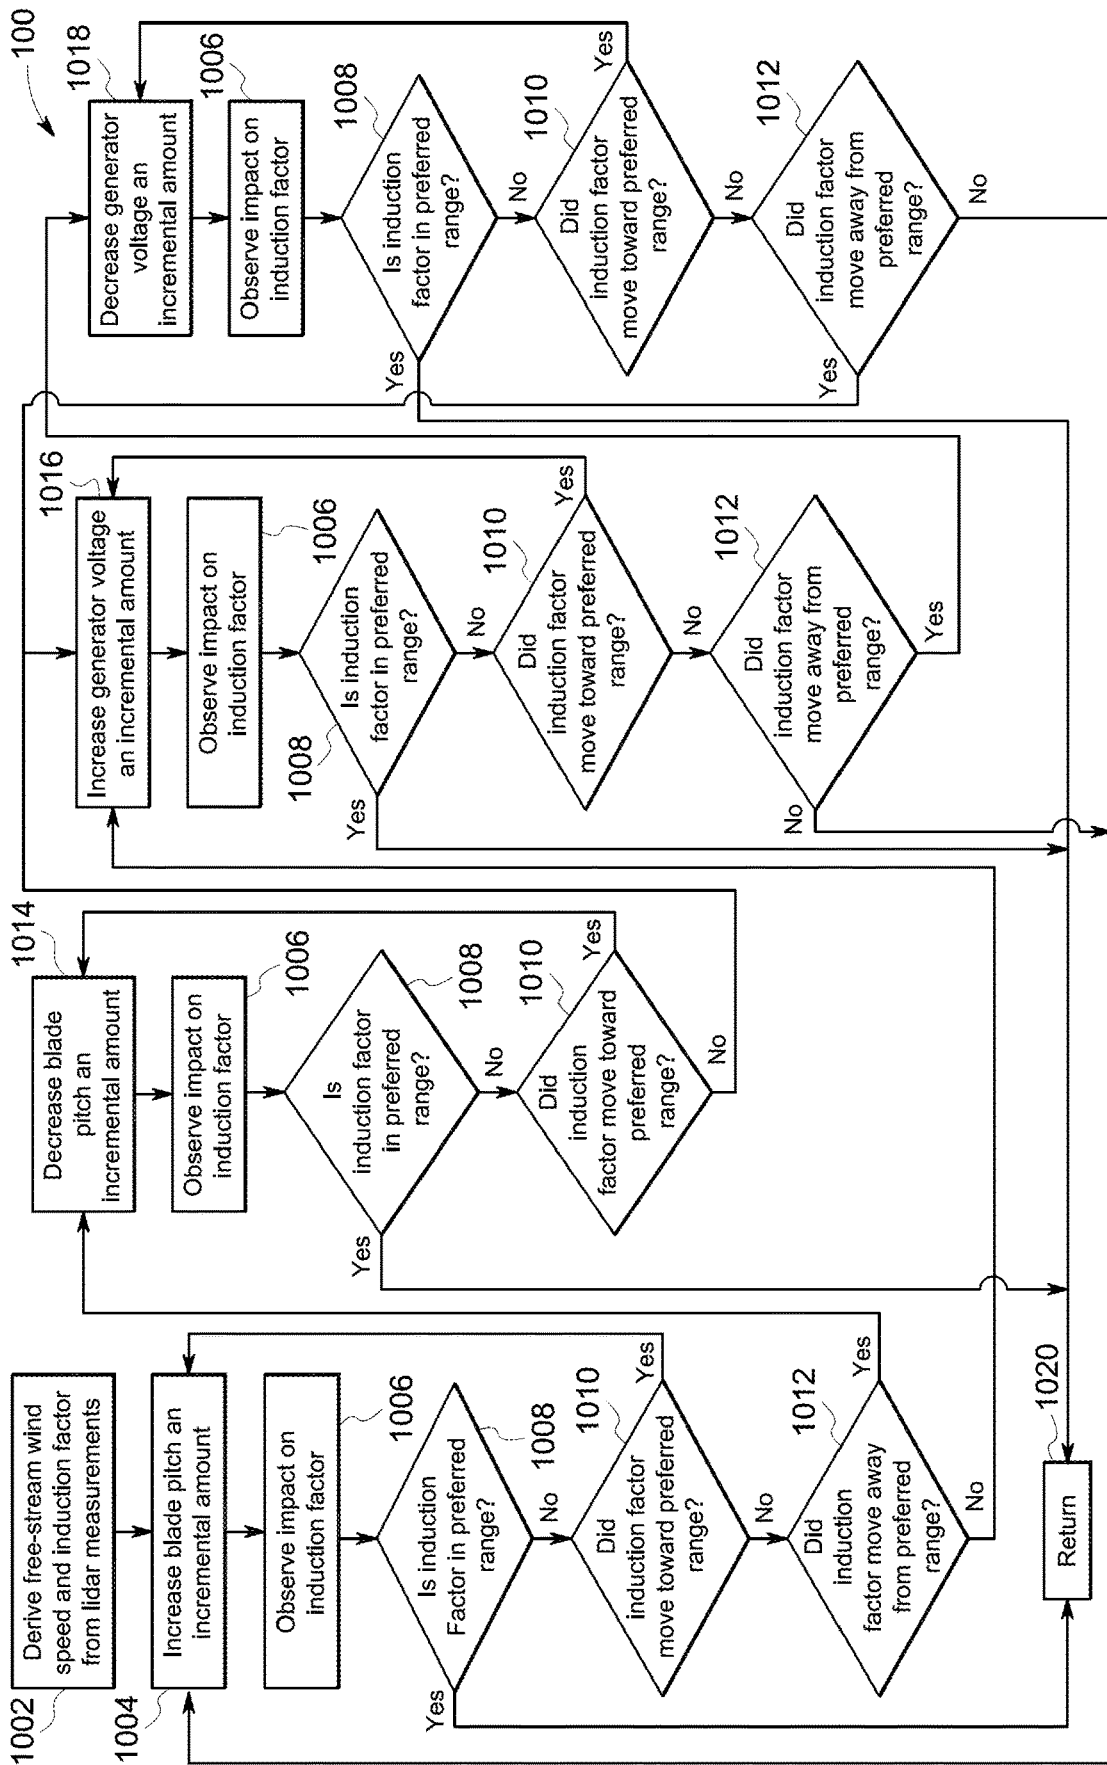 100
1002
Derive free-stream wind
speed and induction factor
from lidar measurements
1004
Increase blade pitch an
incremental amount
Observe impact on
induction factor
1006
Is induction
Factor in preferred
range?
1008
Yes
No
Did
induction factor
move toward preferred
range?
1010
Yes
No
Did
induction
factor move away
from preferred
range?
1012
Yes
No
Return
1020
Decrease blade
pitch an
incremental amount
1014
Observe impact on
induction factor
1006
Is
induction factor
in preferred
range?
1008
Yes
No
Did
induction
factor move toward
preferred
range?
1010
Yes
No
Increase generator voltage
an incremental amount
1016
Observe impact on
induction factor
1006
Is induction
factor in preferred
range?
1008
Yes
No
Did
induction factor
move toward preferred
range?
1010
Yes
No
Did
induction factor
move away from
preferred
range?
1012
No
Yes
Decrease generator
voltage an
incremental amount
1018
Observe impact on
induction factor
1006
Is induction
factor in preferred
range?
1008
Yes
No
Did
induction factor
move toward preferred
range?
1010
Yes
No
Did
induction factor
move away from
preferred
range?
1012
Yes
No